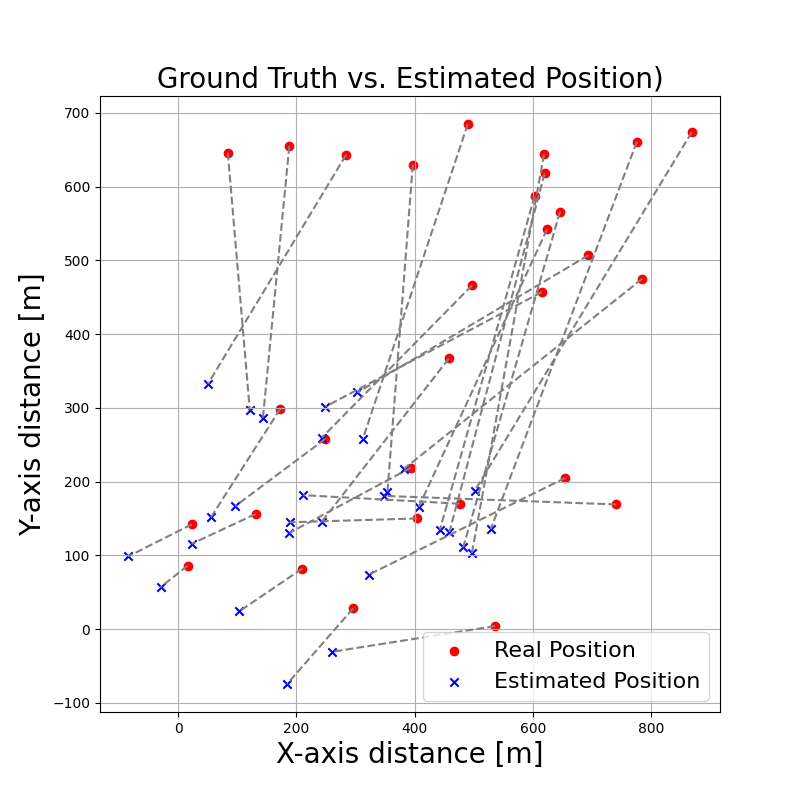 Ground Truth vs. Estimated Position)
Y-axis distance [m]
700
600
500
400
300
200
100
0
−100
0 200 400 600 800
X-axis distance [m]
Real Position
Estimated Position